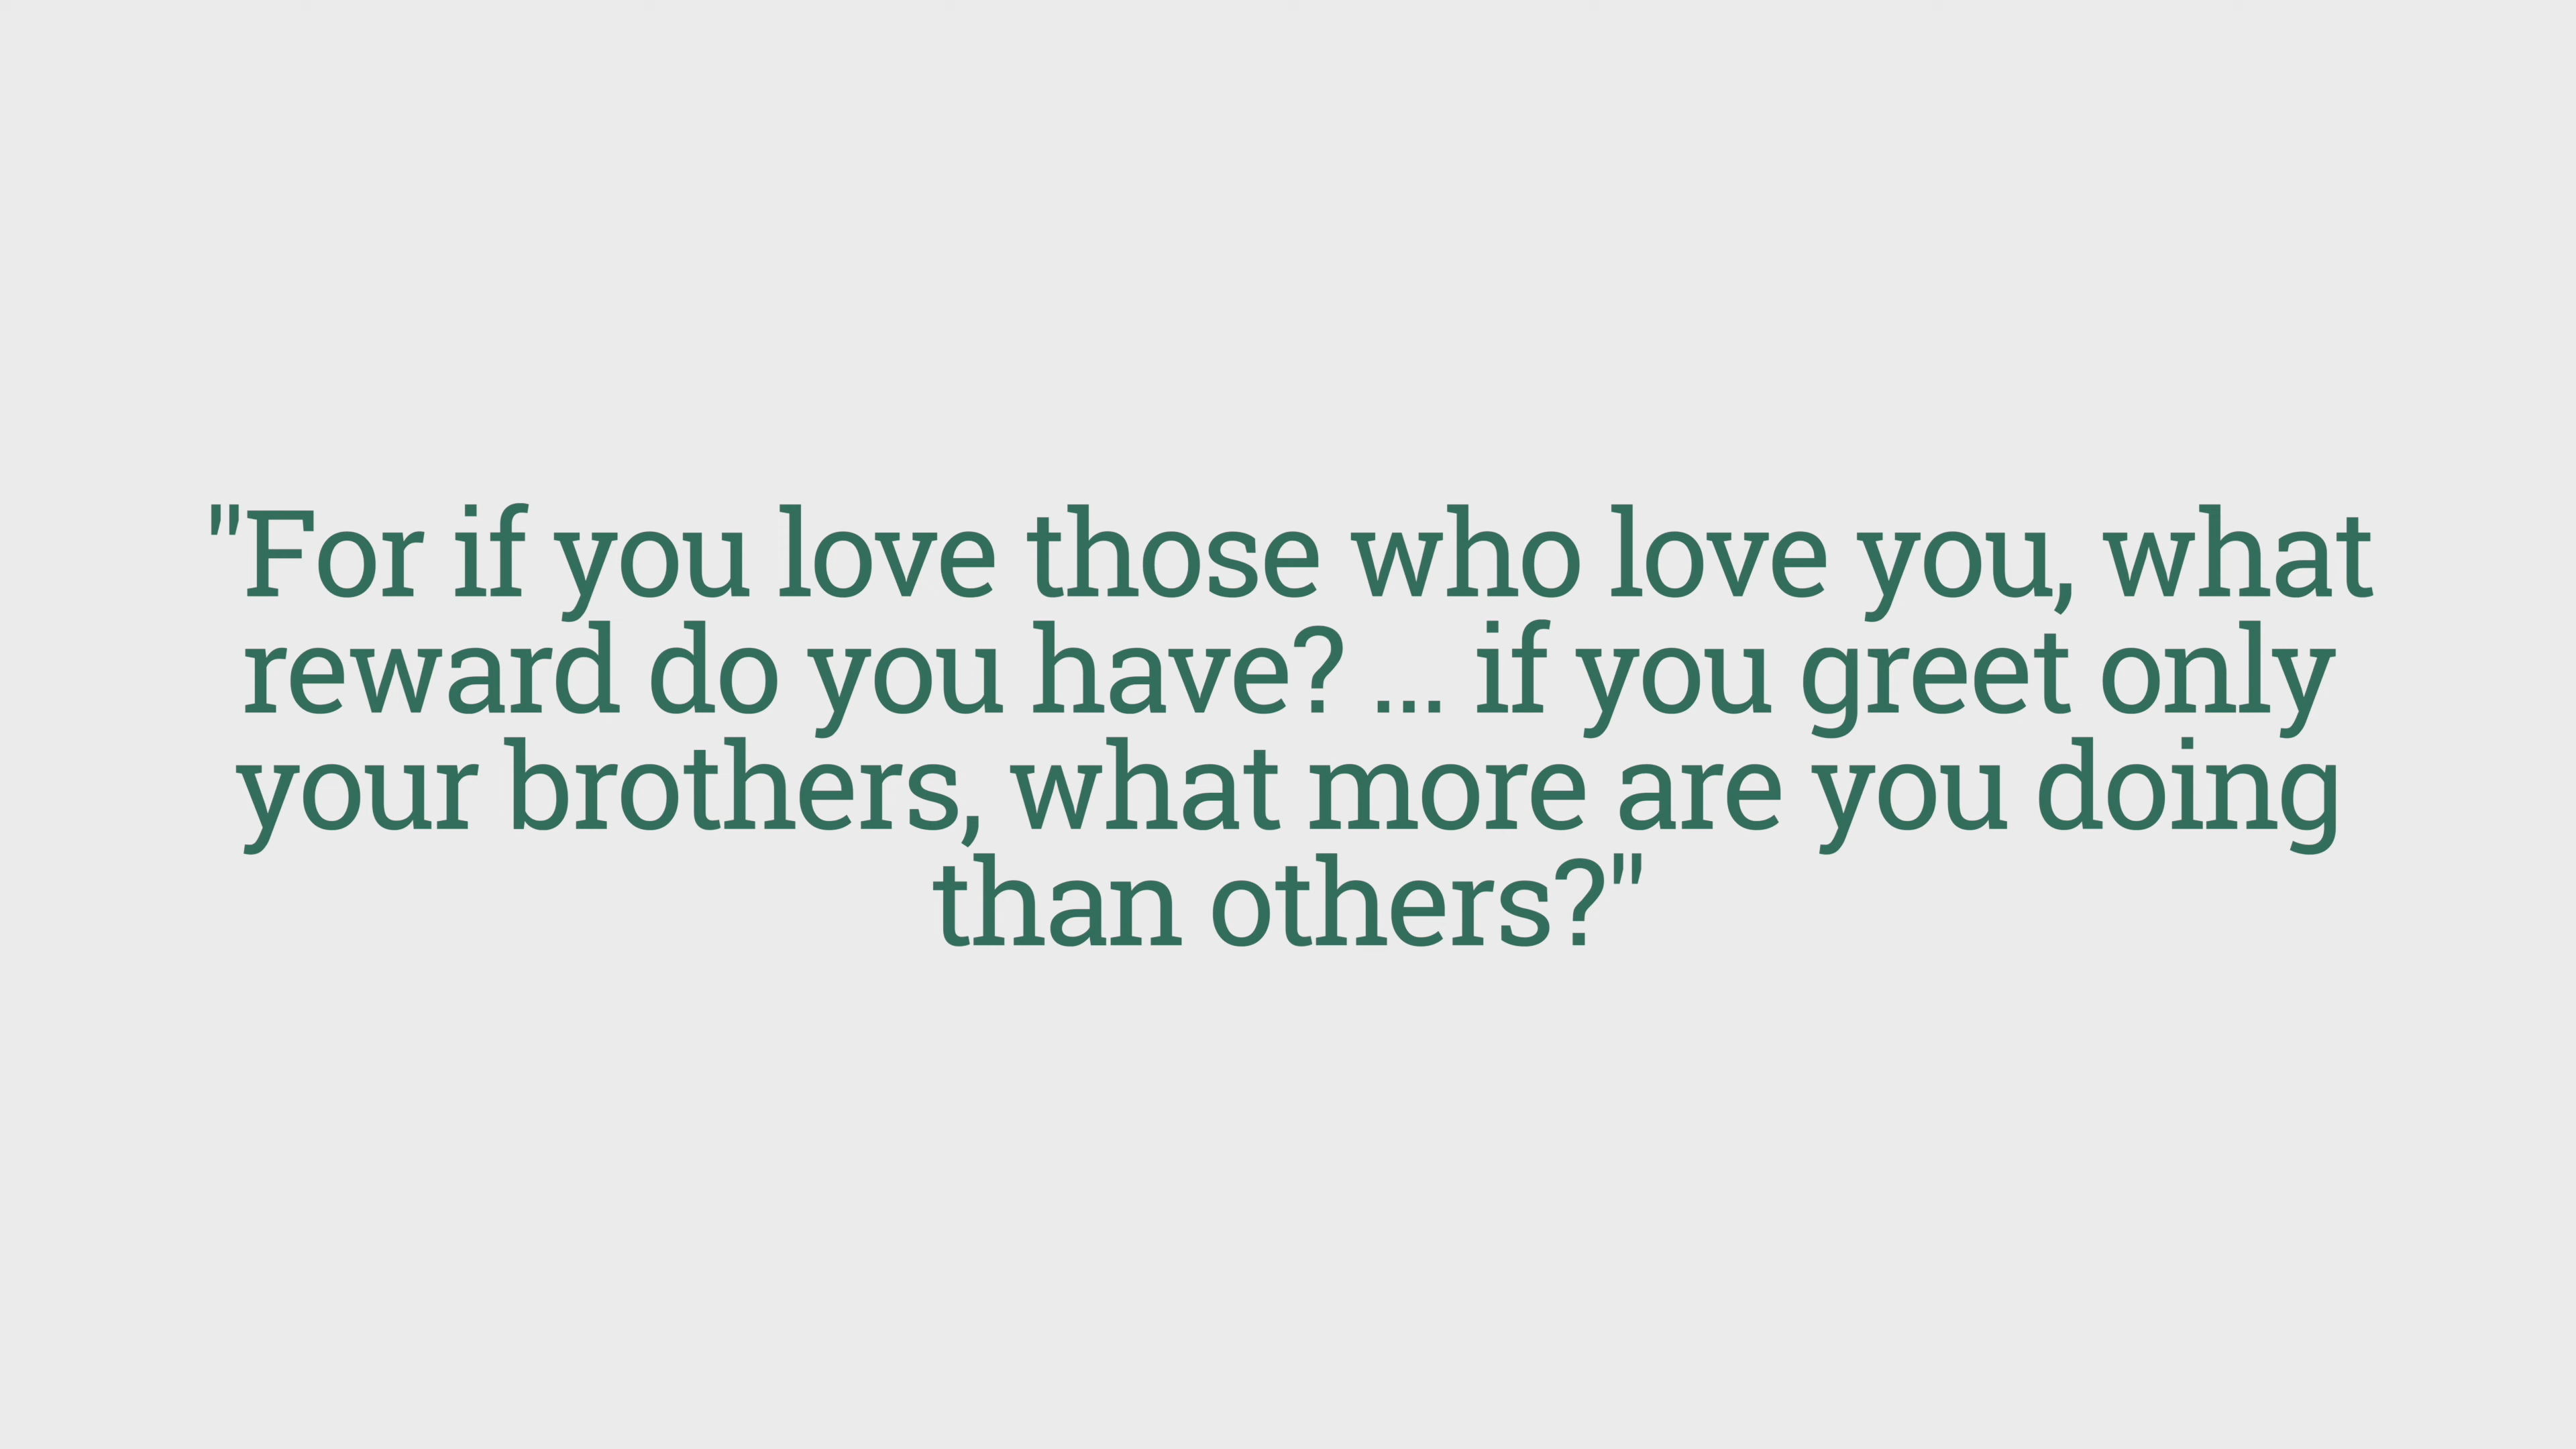 "For if you love those who love you, what
reward do you have? ... if you greet only
your brothers, what more are you doing
than others?"